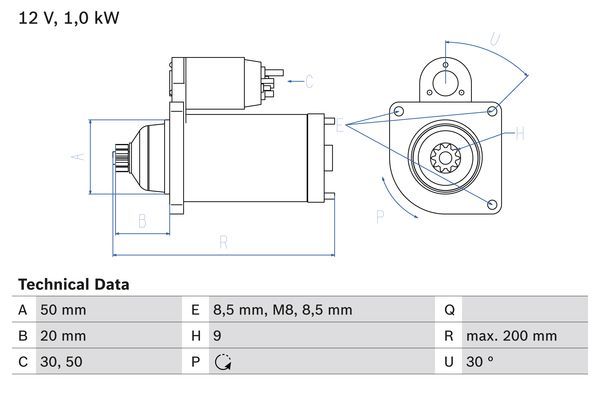 12 V, 1,0 kW
U
C
E
A
H
B
P
R
Technical Data
A 50 mm E 8,5 mm, M8, 8,5 mm Q
B 20 mm H 9 R max. 200 mm
C 30, 50 P U 30 °